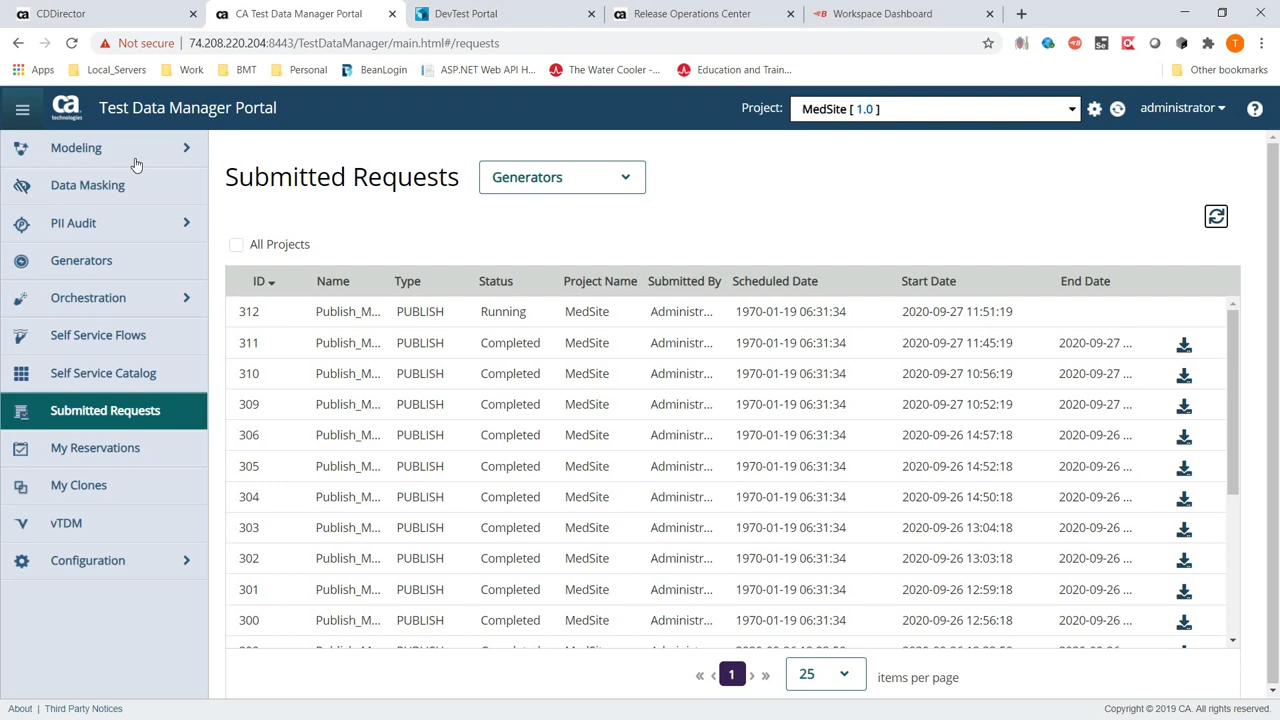 CDDirector
CA Test Data Manager Portal
DevTest Portal
Release Operations Center
Workspace Dashboard
Not secure | 74.208.220.204:8443/TestDataManager/main.html#/requests
Apps
Local_Servers
Work
BMT
Personal
BeanLogin
ASP.NET Web API H...
The Water Cooler -...
Education and Train...
Other bookmarks
ca technologies
Test Data Manager Portal
Project:
MedSite [ 1.0 ]
administrator
Modeling
Data Masking
PII Audit
Generators
Orchestration
Self Service Flows
Self Service Catalog
Submitted Requests
My Reservations
My Clones
vTDM
Configuration
Submitted Requests
Generators
All Projects
ID Name Type Status Project Name Submitted By Scheduled Date Start Date End Date
312 Publish_M... PUBLISH Running MedSite Administr... 1970-01-19 06:31:34 2020-09-27 11:51:19
311 Publish_M... PUBLISH Completed MedSite Administr... 1970-01-19 06:31:34 2020-09-27 11:45:19 2020-09-27 ...
310 Publish_M... PUBLISH Completed MedSite Administr... 1970-01-19 06:31:34 2020-09-27 10:56:19 2020-09-27 ...
309 Publish_M... PUBLISH Completed MedSite Administr... 1970-01-19 06:31:34 2020-09-27 10:52:19 2020-09-27 ...
306 Publish_M... PUBLISH Completed MedSite Administr... 1970-01-19 06:31:34 2020-09-26 14:57:18 2020-09-26 ...
305 Publish_M... PUBLISH Completed MedSite Administr... 1970-01-19 06:31:34 2020-09-26 14:52:18 2020-09-26 ...
304 Publish_M... PUBLISH Completed MedSite Administr... 1970-01-19 06:31:34 2020-09-26 14:50:18 2020-09-26 ...
303 Publish_M... PUBLISH Completed MedSite Administr... 1970-01-19 06:31:34 2020-09-26 13:04:18 2020-09-26 ...
302 Publish_M... PUBLISH Completed MedSite Administr... 1970-01-19 06:31:34 2020-09-26 13:03:18 2020-09-26 ...
301 Publish_M... PUBLISH Completed MedSite Administr... 1970-01-19 06:31:34 2020-09-26 12:59:18 2020-09-26 ...
300 Publish_M... PUBLISH Completed MedSite Administr... 1970-01-19 06:31:34 2020-09-26 12:56:18 2020-09-26 ...
« ‹ 1 › » 25 items per page
About | Third Party Notices
Copyright © 2019 CA. All rights reserved.